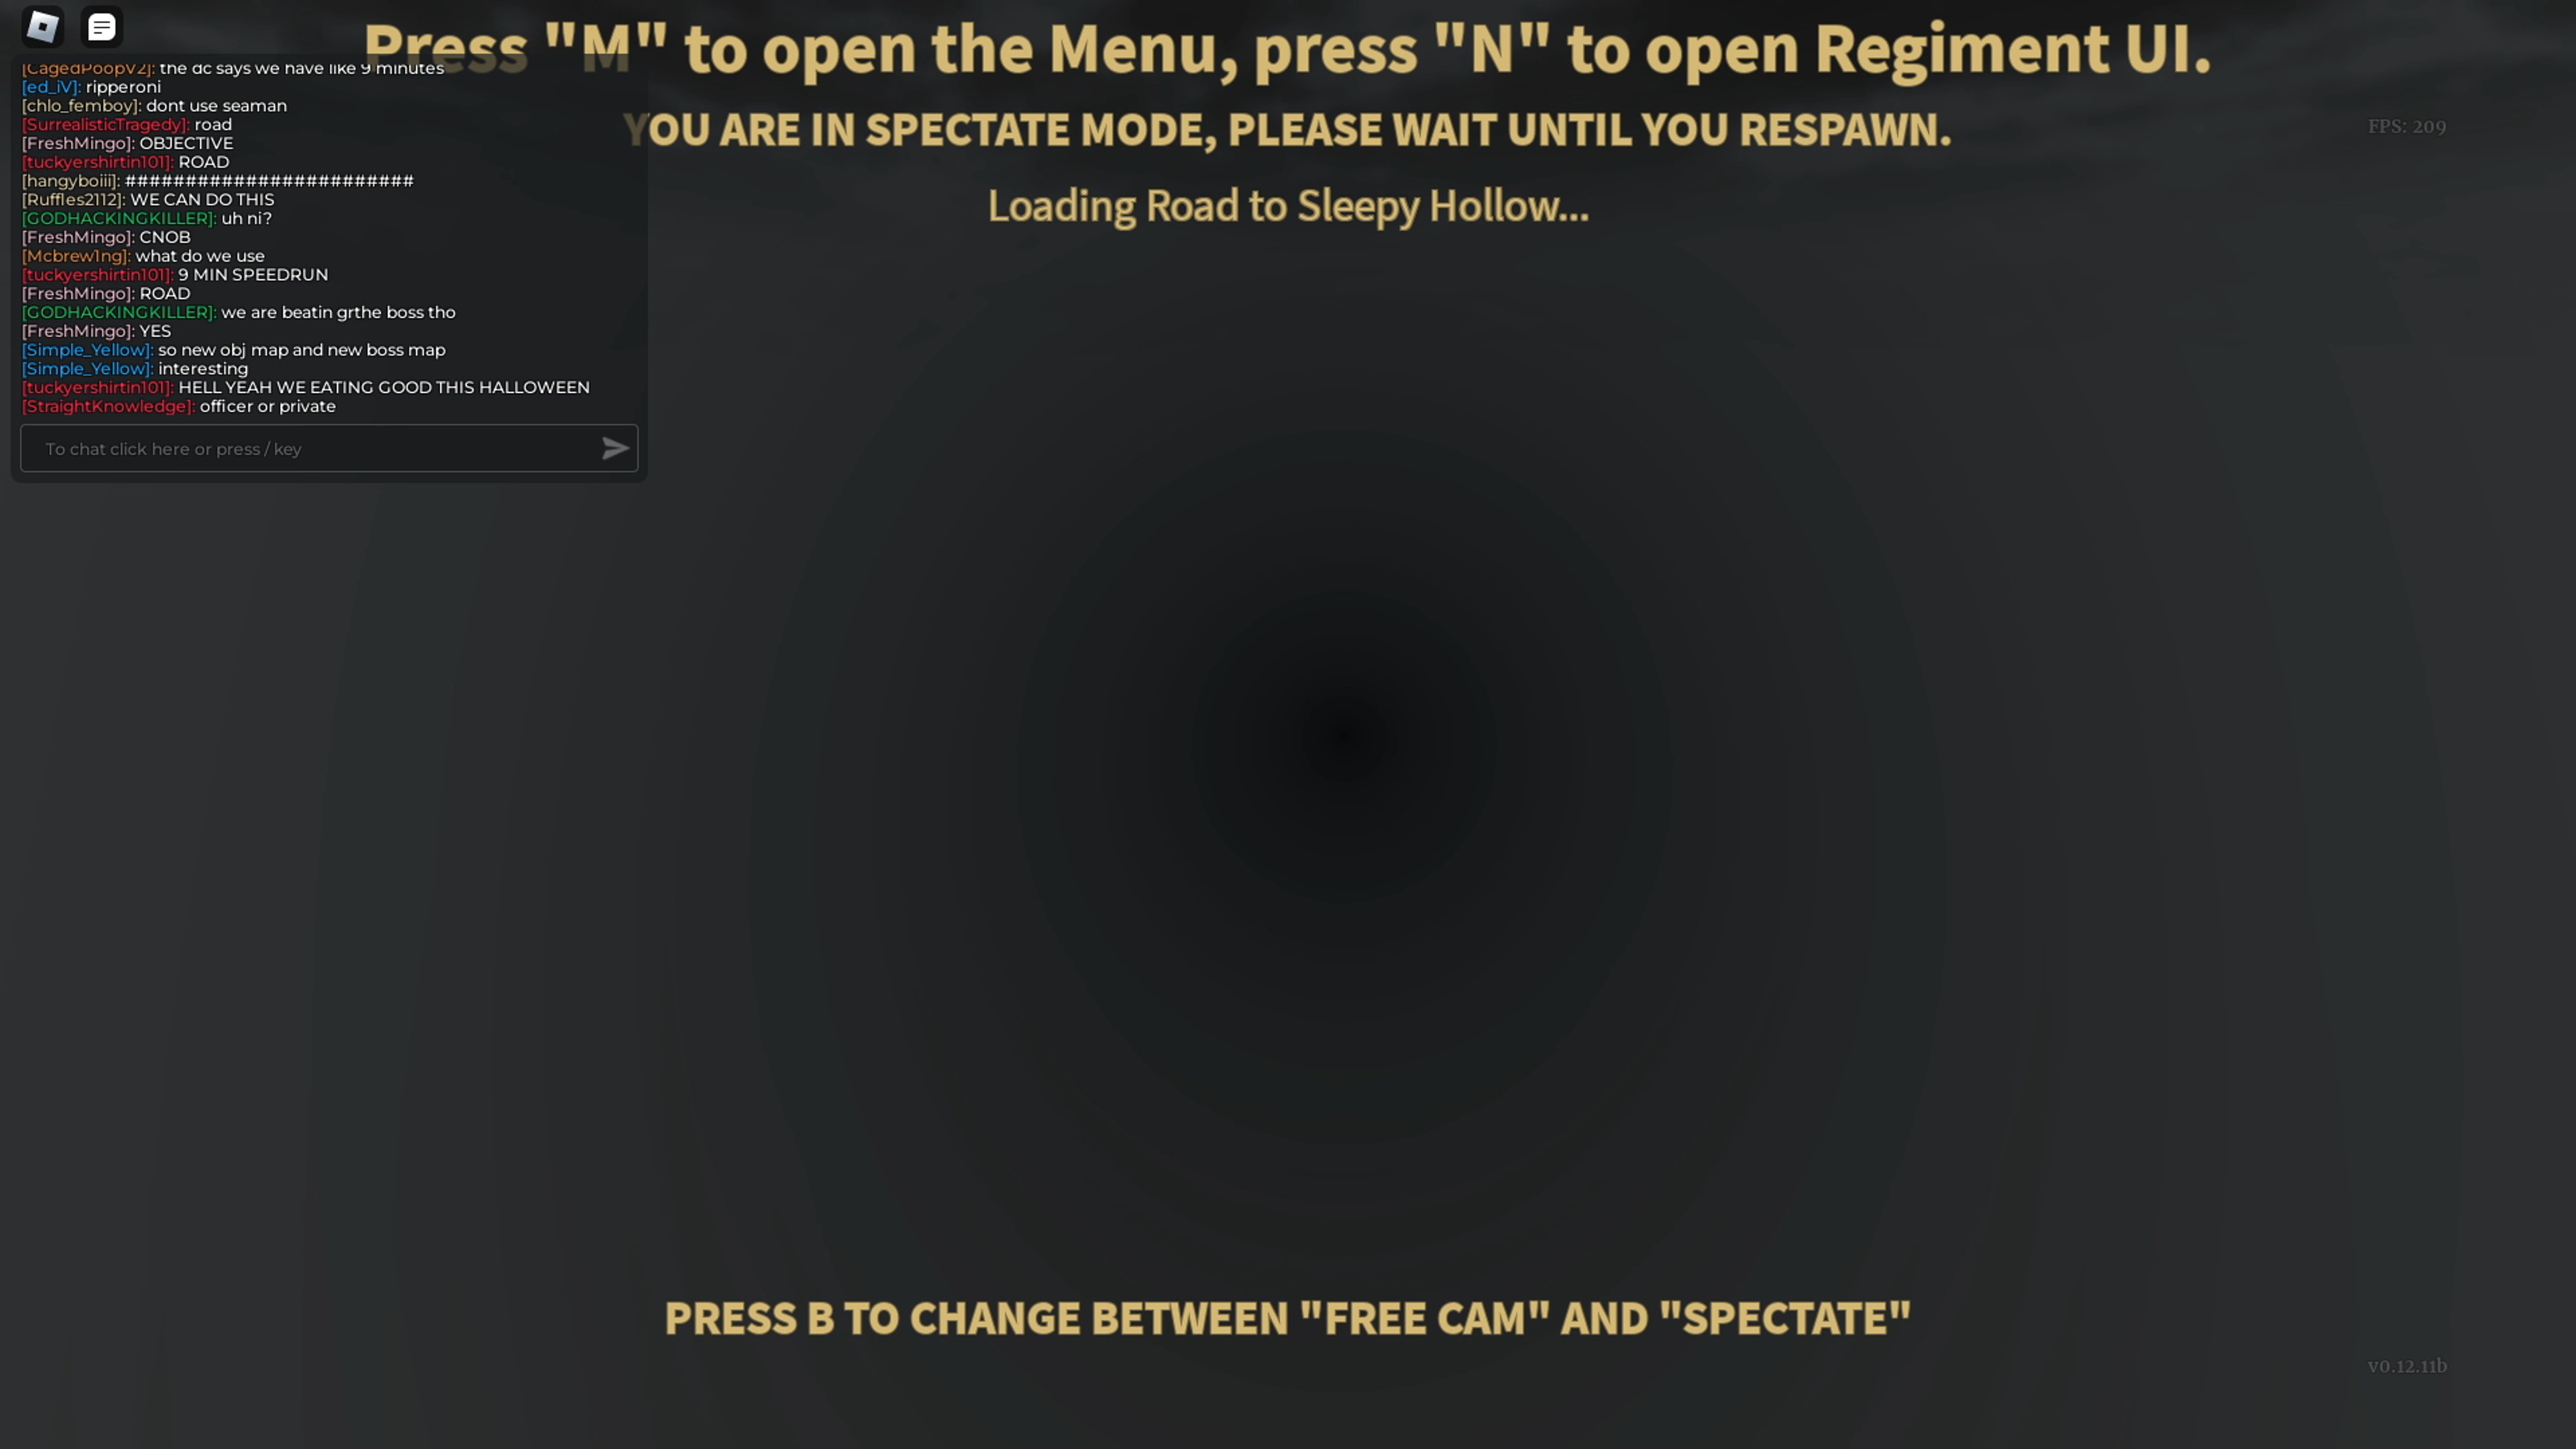 Press "M" to open the Menu, press "N" to open Regiment UI.
YOU ARE IN SPECTATE MODE, PLEASE WAIT UNTIL YOU RESPAWN.
FPS: 209
Loading Road to Sleepy Hollow...
[CagedPoopV2]: the dc says we have like 9 minutes
[ed_iV]: ripperoni
[chlo_femboy]: dont use seaman
[SurrealisticTragedy]: road
[FreshMingo]: OBJECTIVE
[tuckyershirtin101]: ROAD
[hangyboiii]: ########################
[Ruffles2112]: WE CAN DO THIS
[GODHACKINGKILLER]: uh ni?
[FreshMingo]: CNOB
[Mcbrew1ng]: what do we use
[tuckyershirtin101]: 9 MIN SPEEDRUN
[FreshMingo]: ROAD
[GODHACKINGKILLER]: we are beatin grthe boss tho
[FreshMingo]: YES
[Simple_Yellow]: so new obj map and new boss map
[Simple_Yellow]: interesting
[tuckyershirtin101]: HELL YEAH WE EATING GOOD THIS HALLOWEEN
[StraightKnowledge]: officer or private
To chat click here or press / key
PRESS B TO CHANGE BETWEEN "FREE CAM" AND "SPECTATE"
v0.12.11b